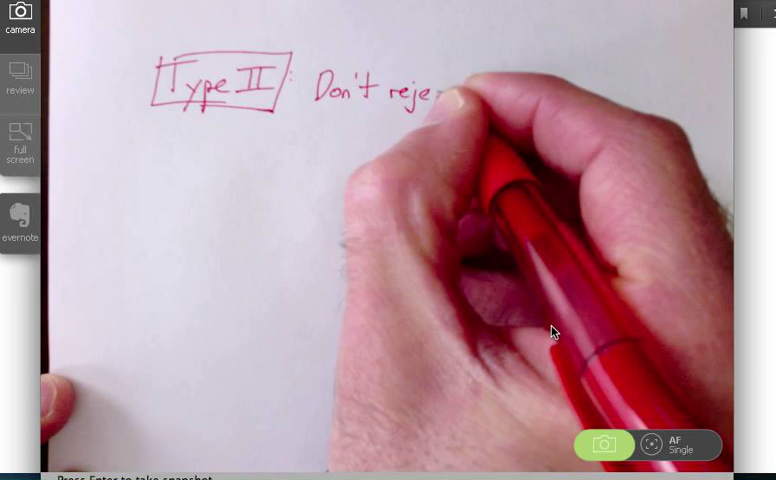 camera
review
full
screen
evernote
Type II: Don't reje
AF
Single
Press Enter to take snapshot